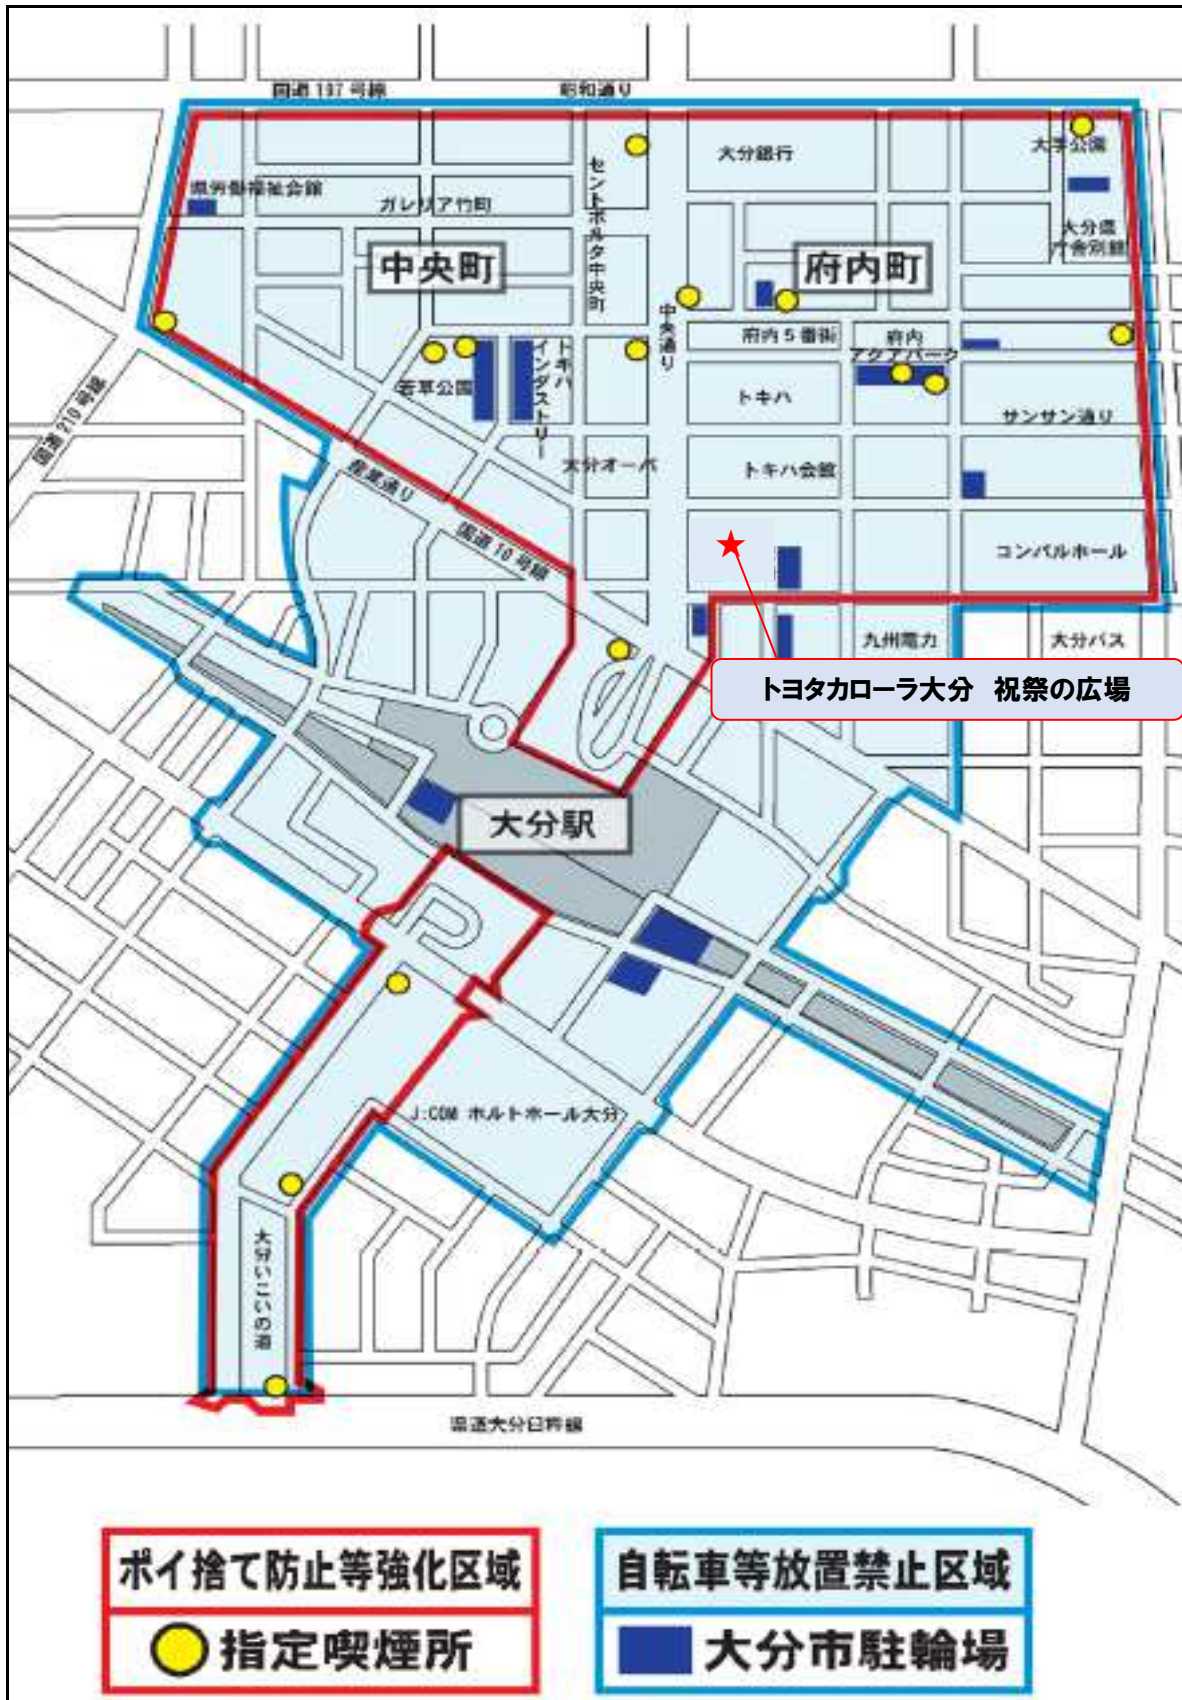 国道 197 号線
昭和通り
大分銀行
大手公園
県労働福祉会館
ガレリア竹町
セントポルタ中央町
大分県
庁舎別館
中央町
府内町
中央通り
府内５番街
府内
アクアパーク
トキハ
インダストリー
若草公園
トキハ
サンサン通り
国道 210 号線
大分オーパ
トキハ会館
産業通り
国道 10 号線
コンパルホール
九州電力
大分バス
トヨタカローラ大分 祝祭の広場
大分駅
J:COM ホルトホール大分
大分いこいの道
県道大分臼杵線
ポイ捨て防止等強化区域
指定喫煙所
自転車等放置禁止区域
大分市駐輪場